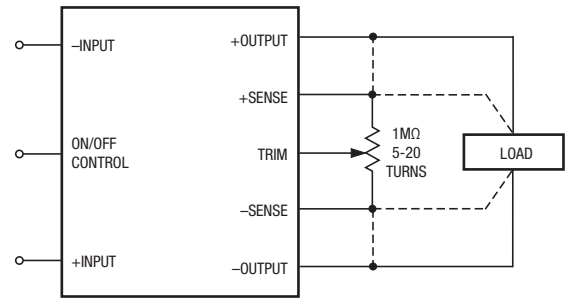 –INPUT
ON/OFF
CONTROL
+INPUT
+OUTPUT
+SENSE
TRIM
–SENSE
–OUTPUT
1MΩ
5-20
TURNS
LOAD